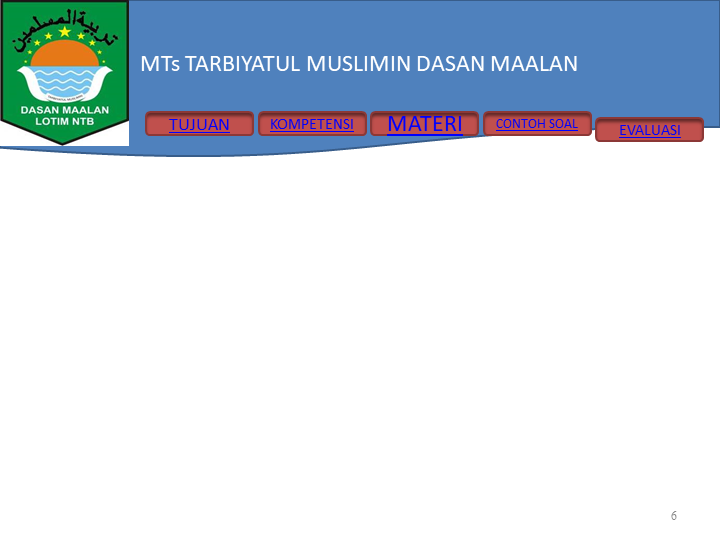 تربية المسلمين
DASAN MAALAN
LOTIM NTB
MTs TARBIYATUL MUSLIMIN DASAN MAALAN
TUJUAN
KOMPETENSI
MATERI
CONTOH SOAL
EVALUASI
6